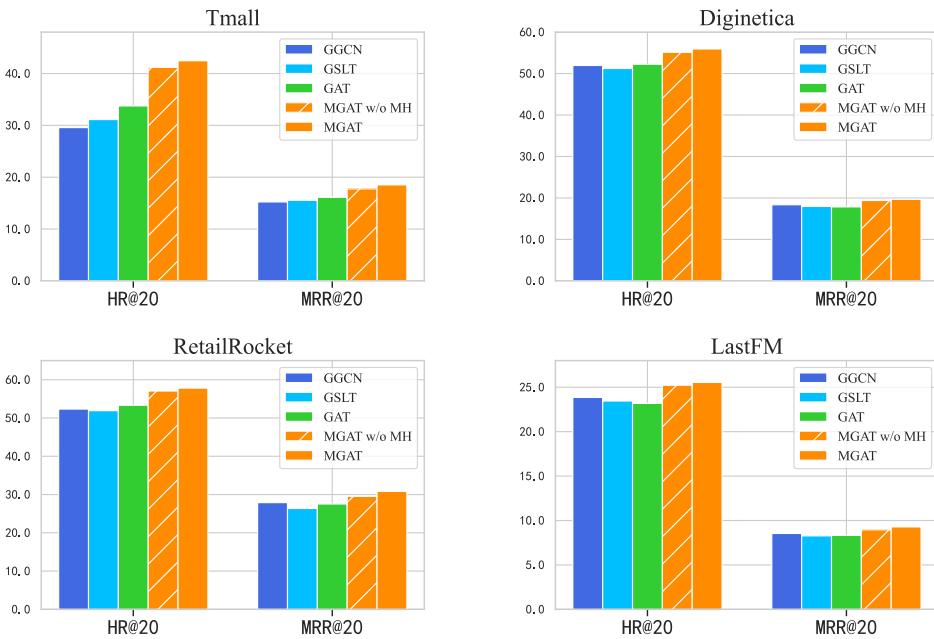 Tmall
40.0
30.0
20.0
10.0
0.0
GGCN
GSLT
GAT
MGAT w/o MH
MGAT
HR@20
MRR@20
Diginetica
60.0
50.0
40.0
30.0
20.0
10.0
0.0
GGCN
GSLT
GAT
MGAT w/o MH
MGAT
HR@20
MRR@20
RetailRocket
60.0
50.0
40.0
30.0
20.0
10.0
0.0
GGCN
GSLT
GAT
MGAT w/o MH
MGAT
HR@20
MRR@20
LastFM
25.0
20.0
15.0
10.0
5.0
0.0
GGCN
GSLT
GAT
MGAT w/o MH
MGAT
HR@20
MRR@20